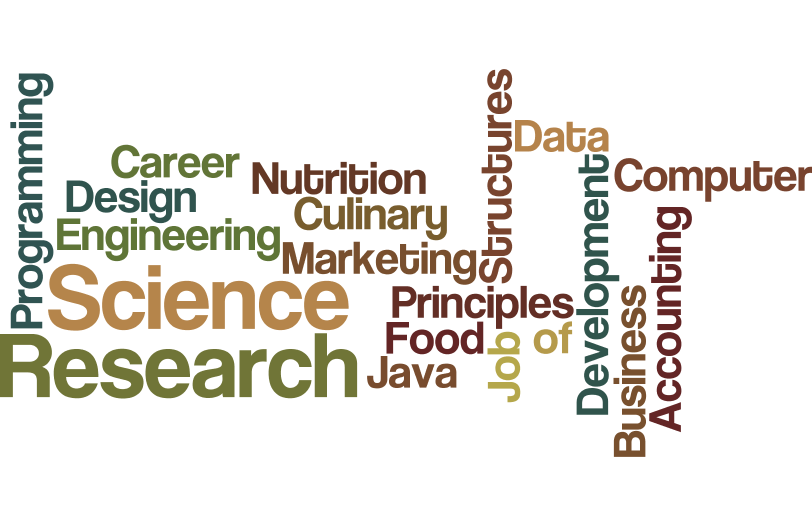 Programming
Career
Design
Engineering
Science
Research
Nutrition
Culinary
Marketing
Structures
Data
Computer
Principles
Food
Java
Job
of
Development
Business
Accounting